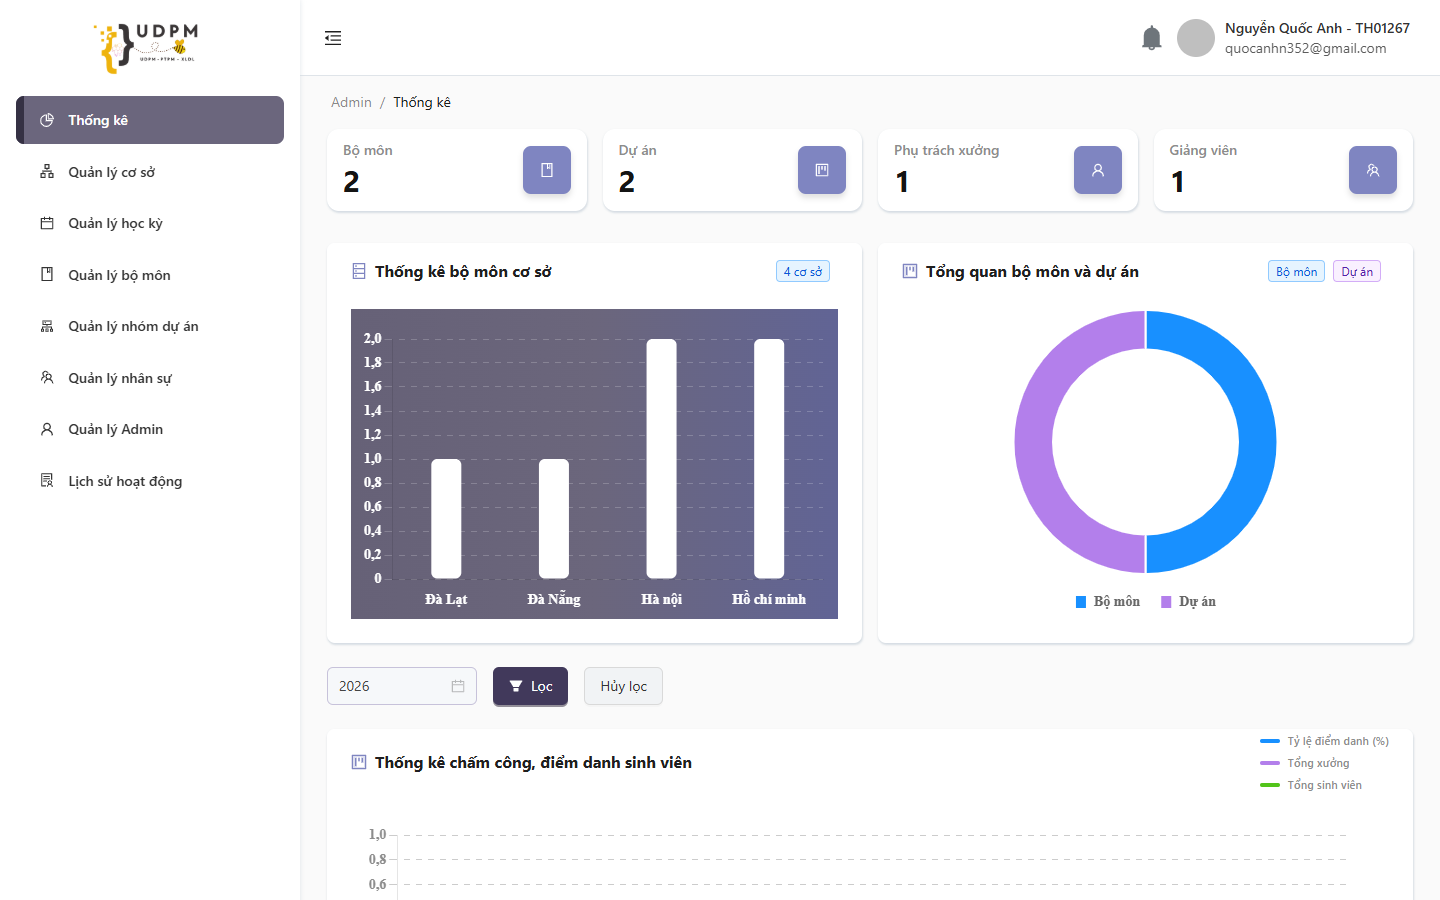 UDPM
UDPM - PTPM - XLDL
Nguyễn Quốc Anh - TH01267
quocanhn352@gmail.com
Thống kê
Quản lý cơ sở
Quản lý học kỳ
Quản lý bộ môn
Quản lý nhóm dự án
Quản lý nhân sự
Quản lý Admin
Lịch sử hoạt động
Admin / Thống kê
Bộ môn
2
Dự án
2
Phụ trách xưởng
1
Giảng viên
1
Thống kê bộ môn cơ sở
4 cơ sở
2,0
1,8
1,6
1,4
1,2
1,0
0,8
0,6
0,4
0,2
0
Đà Lạt
Đà Nẵng
Hà nội
Hồ chí minh
Tổng quan bộ môn và dự án
Bộ môn
Dự án
Bộ môn
Dự án
2026
Lọc
Hủy lọc
Thống kê chấm công, điểm danh sinh viên
Tỷ lệ điểm danh (%)
Tổng xưởng
Tổng sinh viên
1,0
0,8
0,6